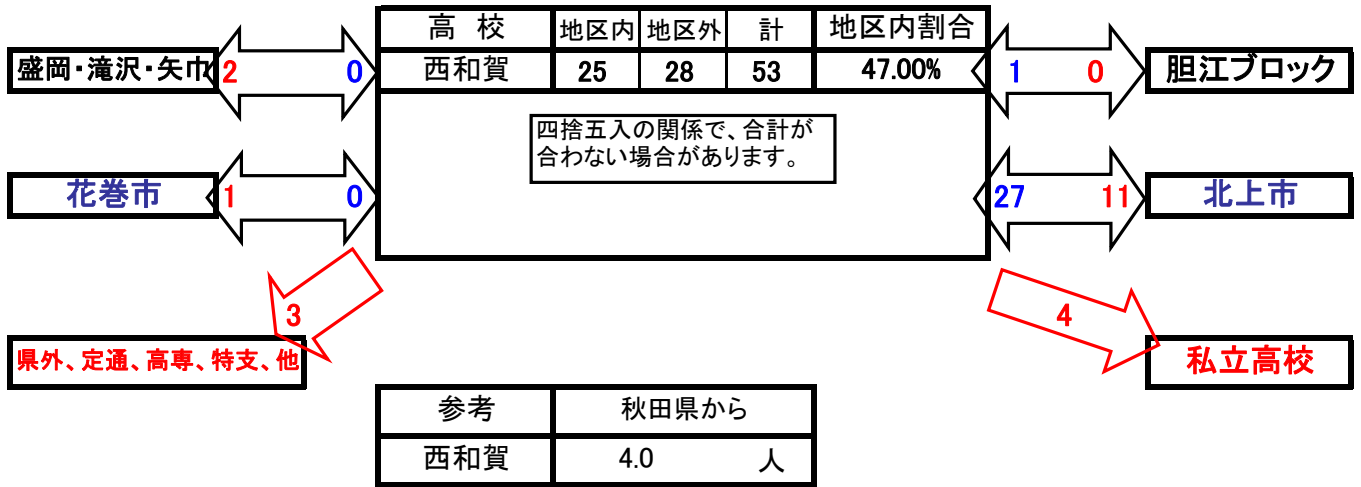 高 校 地区内 地区外 計 地区内割合
西和賀 25 28 53 47.00%
盛岡・滝沢・矢巾 2 0
1 0 胆江ブロック
四捨五入の関係で、合計が
合わない場合があります。
花巻市 1 0
27 11 北上市
3
4
県外、定通、高専、特支、他
私立高校
参考 秋田県から
西和賀 4.0 人